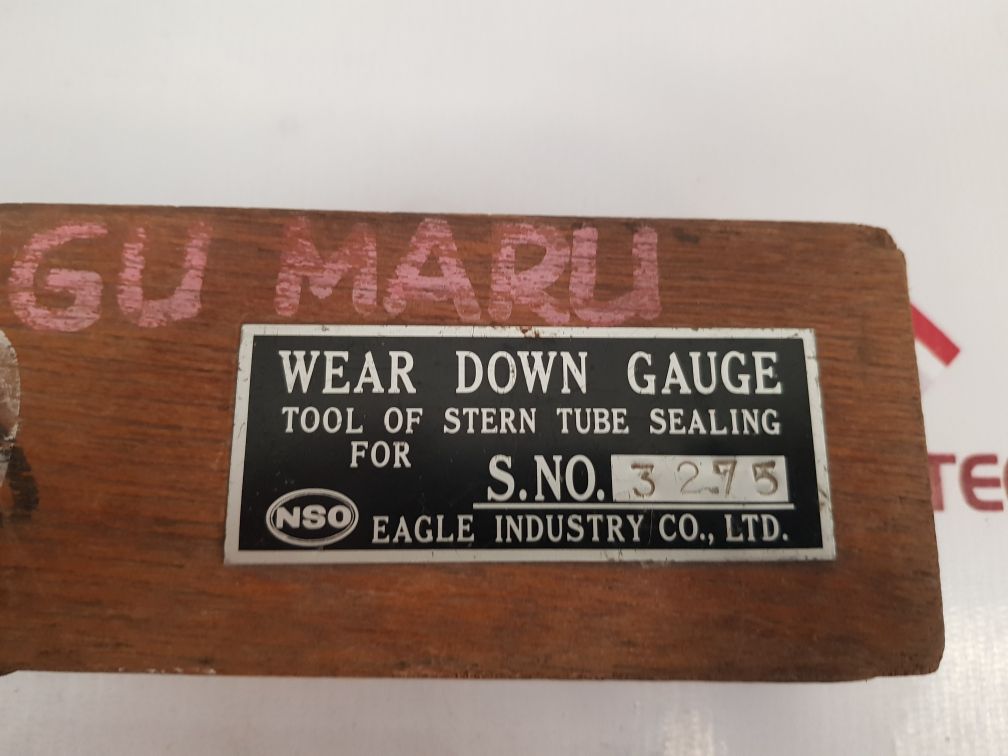 GU MARU
WEAR DOWN GAUGE
TOOL OF STERN TUBE SEALING
FOR
S.NO. 3275
NSO EAGLE INDUSTRY CO., LTD.